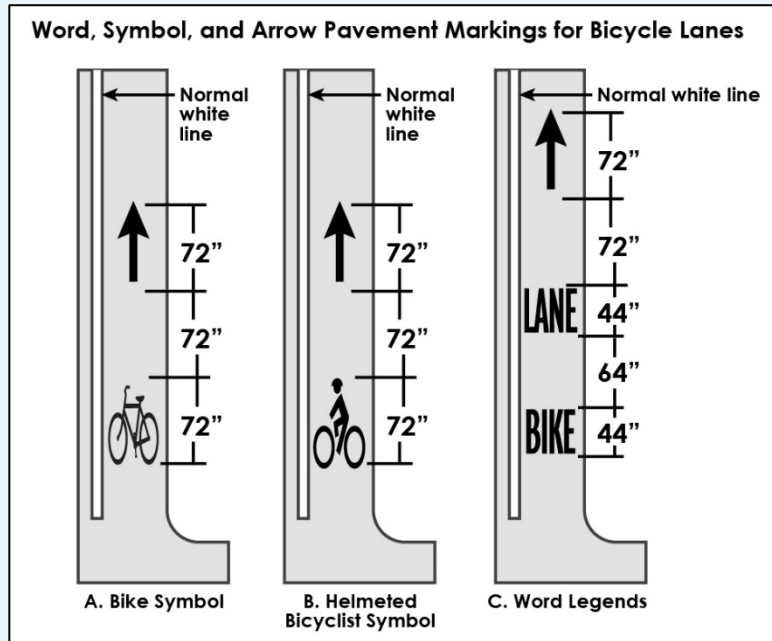 Word, Symbol, and Arrow Pavement Markings for Bicycle Lanes
Normal
white
line
72”
72”
72”
A. Bike Symbol
Normal
white
line
72”
72”
72”
B. Helmeted
Bicyclist Symbol
Normal white line
72”
72”
LANE
44”
64”
BIKE
44”
C. Word Legends